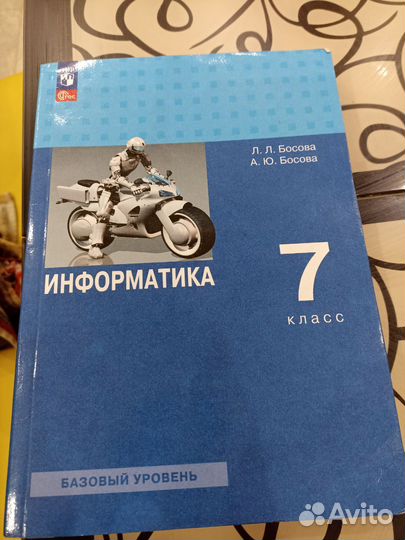 Л. Л. Босова
А. Ю. Босова
ИНФОРМАТИКА
7
класс
БАЗОВЫЙ УРОВЕНЬ
Avito